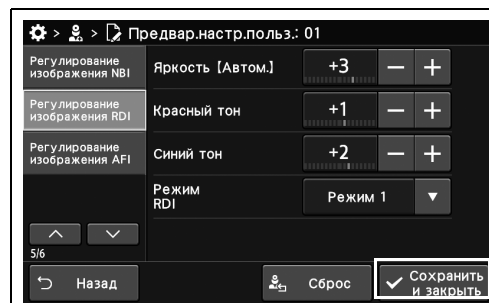 > > Предвар.настр.польз.: 01
Регулирование
изображения NBI
Яркость [Автом.]
+3
− +
Регулирование
изображения RDI
Красный тон
+1
− +
Регулирование
изображения AFI
Синий тон
+2
− +
Режим
RDI
Режим 1
5/6
Назад
Сброс
Сохранить
и закрыть